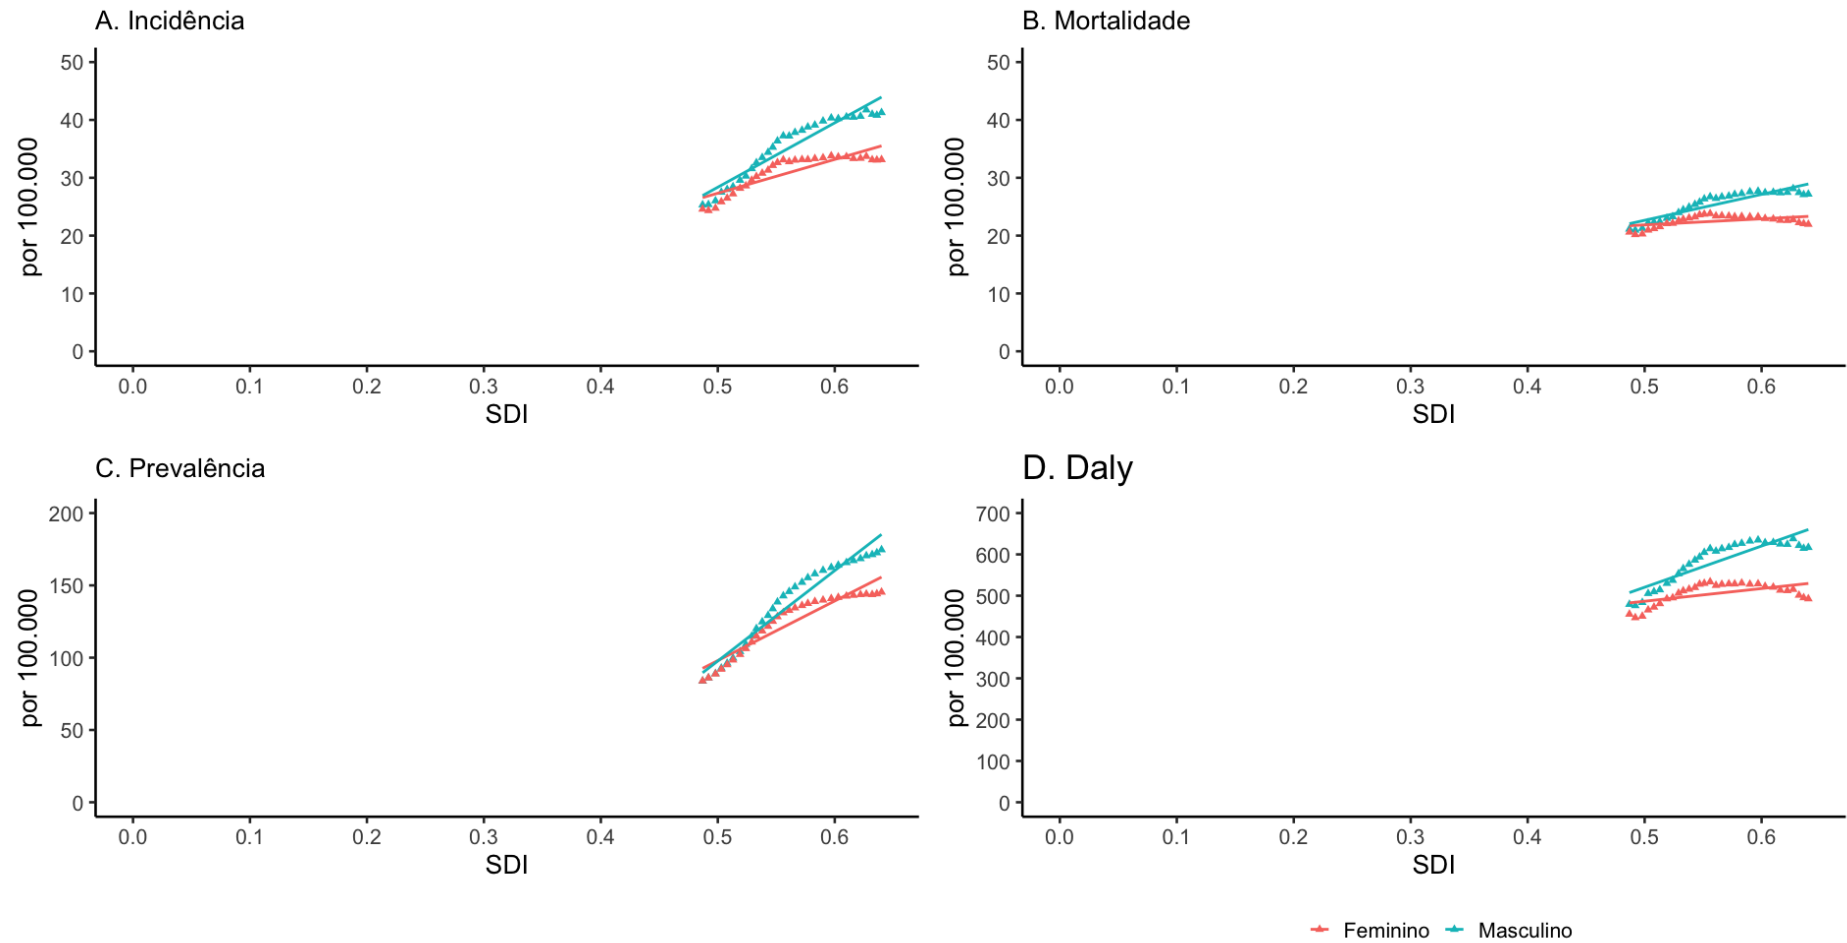 A. Incidência
50
40
30
20
10
0
por 100.000
0.0 0.1 0.2 0.3 0.4 0.5 0.6
SDI
B. Mortalidade
50
40
30
20
10
0
por 100.000
0.0 0.1 0.2 0.3 0.4 0.5 0.6
SDI
C. Prevalência
200
150
100
50
0
por 100.000
0.0 0.1 0.2 0.3 0.4 0.5 0.6
SDI
D. Daly
700
600
500
400
300
200
100
0
por 100.000
0.0 0.1 0.2 0.3 0.4 0.5 0.6
SDI
Feminino Masculino